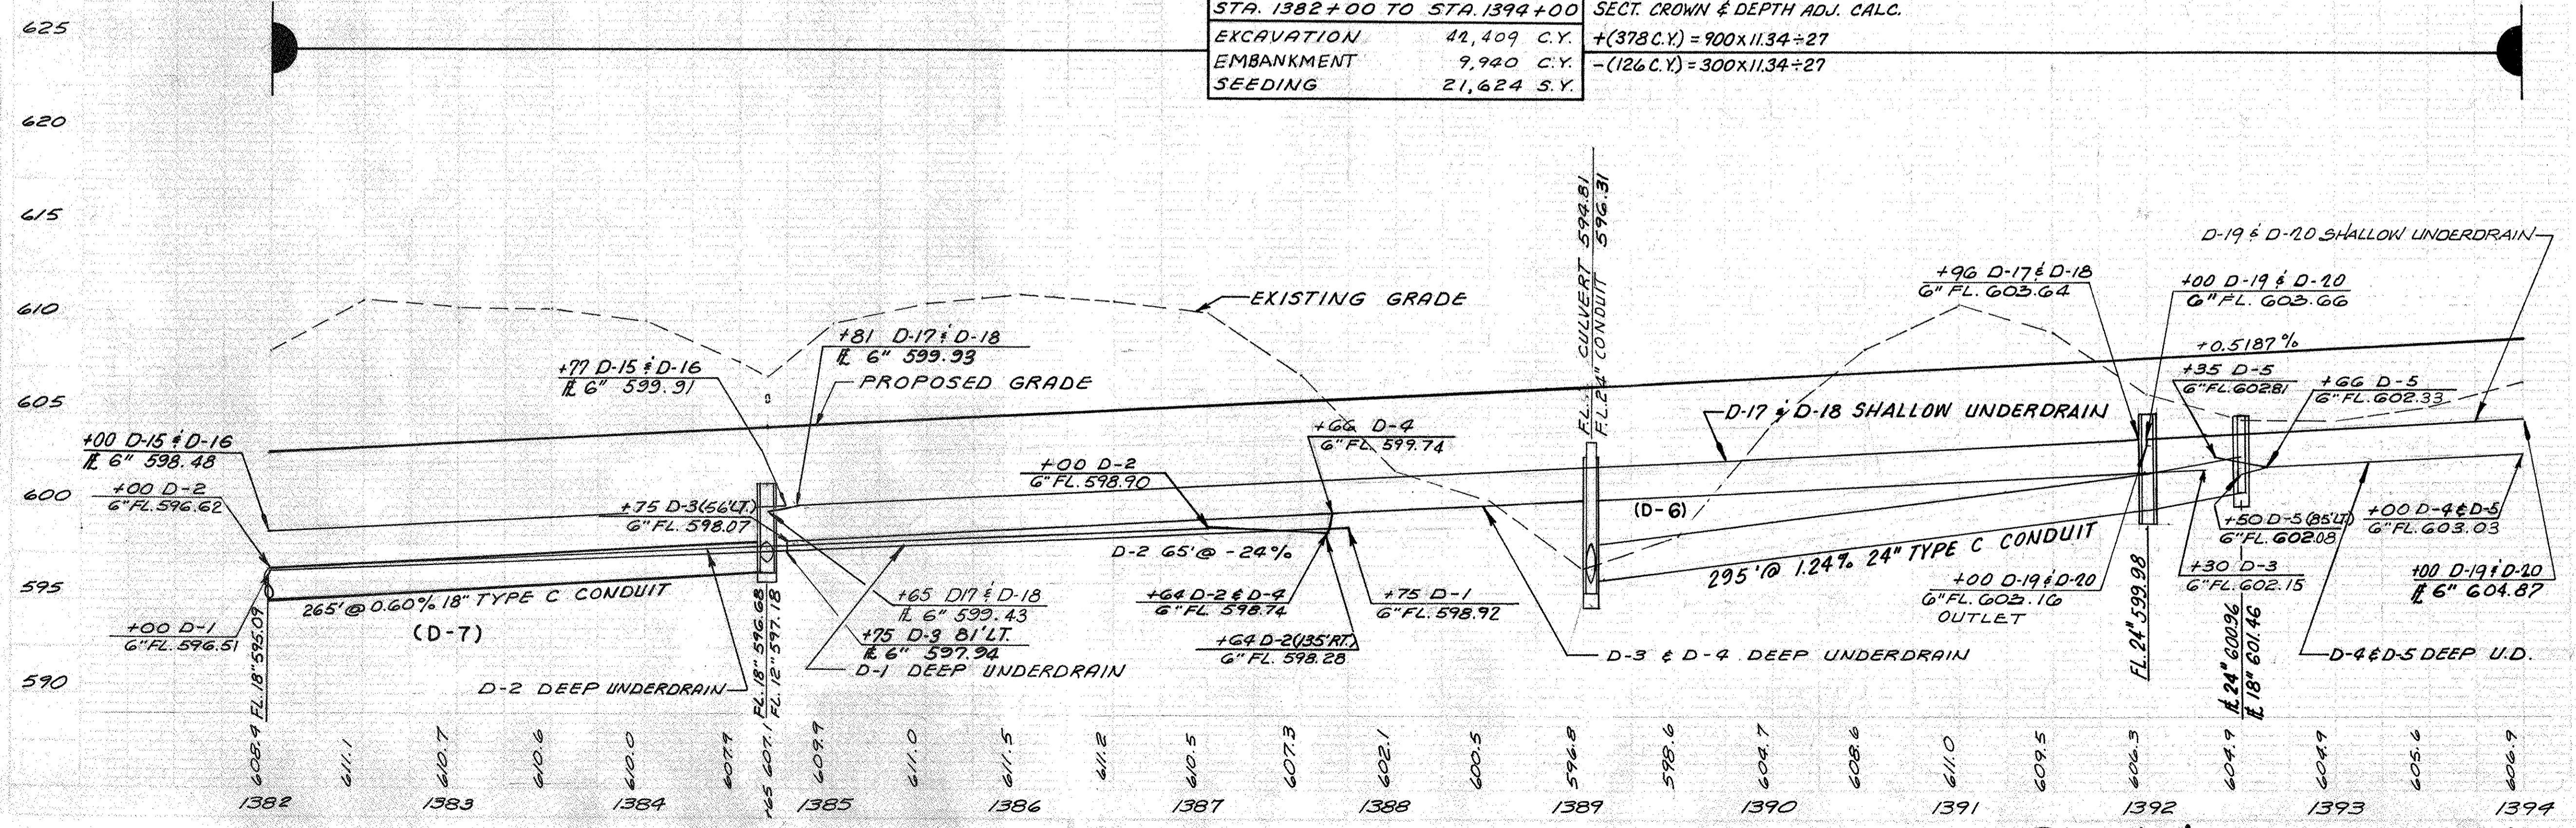 625
620
615
610
605
600
595
590
STA. 1382+00 TO STA. 1394+00
EXCAVATION 42,409 C.Y.
EMBANKMENT 9,940 C.Y.
SEEDING 21,624 S.Y.
SECT. CROWN & DEPTH ADJ. CALC.
+(378 C.Y.) = 900x11.34÷27
-(126 C.Y.) = 300x11.34÷27
D-19 & D-20 SHALLOW UNDERDRAIN
FL. CULVERT 594.81
FL. 24" CONDUIT 596.31
+96 D-17 & D-18
6" FL. 603.64
+00 D-19 & D-20
6" FL. 603.66
EXISTING GRADE
+81 D-17 & D-18
FL 6" 599.93
+0.5187%
+77 D-15 & D-16
FL 6" 599.91
PROPOSED GRADE
+35 D-5
6" FL. 602.81
+66 D-5
6" FL. 602.33
D-17 & D-18 SHALLOW UNDERDRAIN
+66 D-4
6" FL. 599.74
+00 D-15 & D-16
FL 6" 598.48
+00 D-2
6" FL. 598.90
+00 D-2
6" FL. 596.62
+75 D-3 (56' LT.)
6" FL. 598.07
(D-6)
+50 D-5 (85' LT.)
6" FL. 602.08
+00 D-4 & D-5
6" FL. 603.03
D-2 65' @ -24%
295' @ 1.24% 24" TYPE C CONDUIT
+30 D-3
6" FL. 602.15
+00 D-19 & D-20
FL 6" 604.87
265' @ 0.60% 18" TYPE C CONDUIT
(D-7)
+65 D17 & D-18
FL 6" 599.43
+64 D-2 & D-4
6" FL. 598.74
+75 D-1
6" FL. 598.92
+00 D-19 & D-20
6" FL. 603.16
OUTLET
+00 D-1
6" FL. 596.51
+75 D-3 81' LT.
FL 6" 597.94
+64 D-2 (135' RT.)
6" FL. 598.28
D-3 & D-4 DEEP UNDERDRAIN
D-4 & D-5 DEEP U.D.
D-1 DEEP UNDERDRAIN
D-2 DEEP UNDERDRAIN
FL. 18" 595.09
FL. 18" 596.68
FL. 12" 597.18
FL. 24" 599.98
FL 24" 600.96
FL 18" 601.46
608.4 611.1 610.7 610.6 610.0 607.9 607.1 609.9 611.0 611.5 611.2 610.5 607.3 602.1 600.5 596.8 598.6 604.7 608.6 611.0 609.5 606.3 604.9 604.9 605.6 606.9
1382 1383 1384 +65 1385 1386 1387 1388 1389 1390 1391 1392 1393 1394